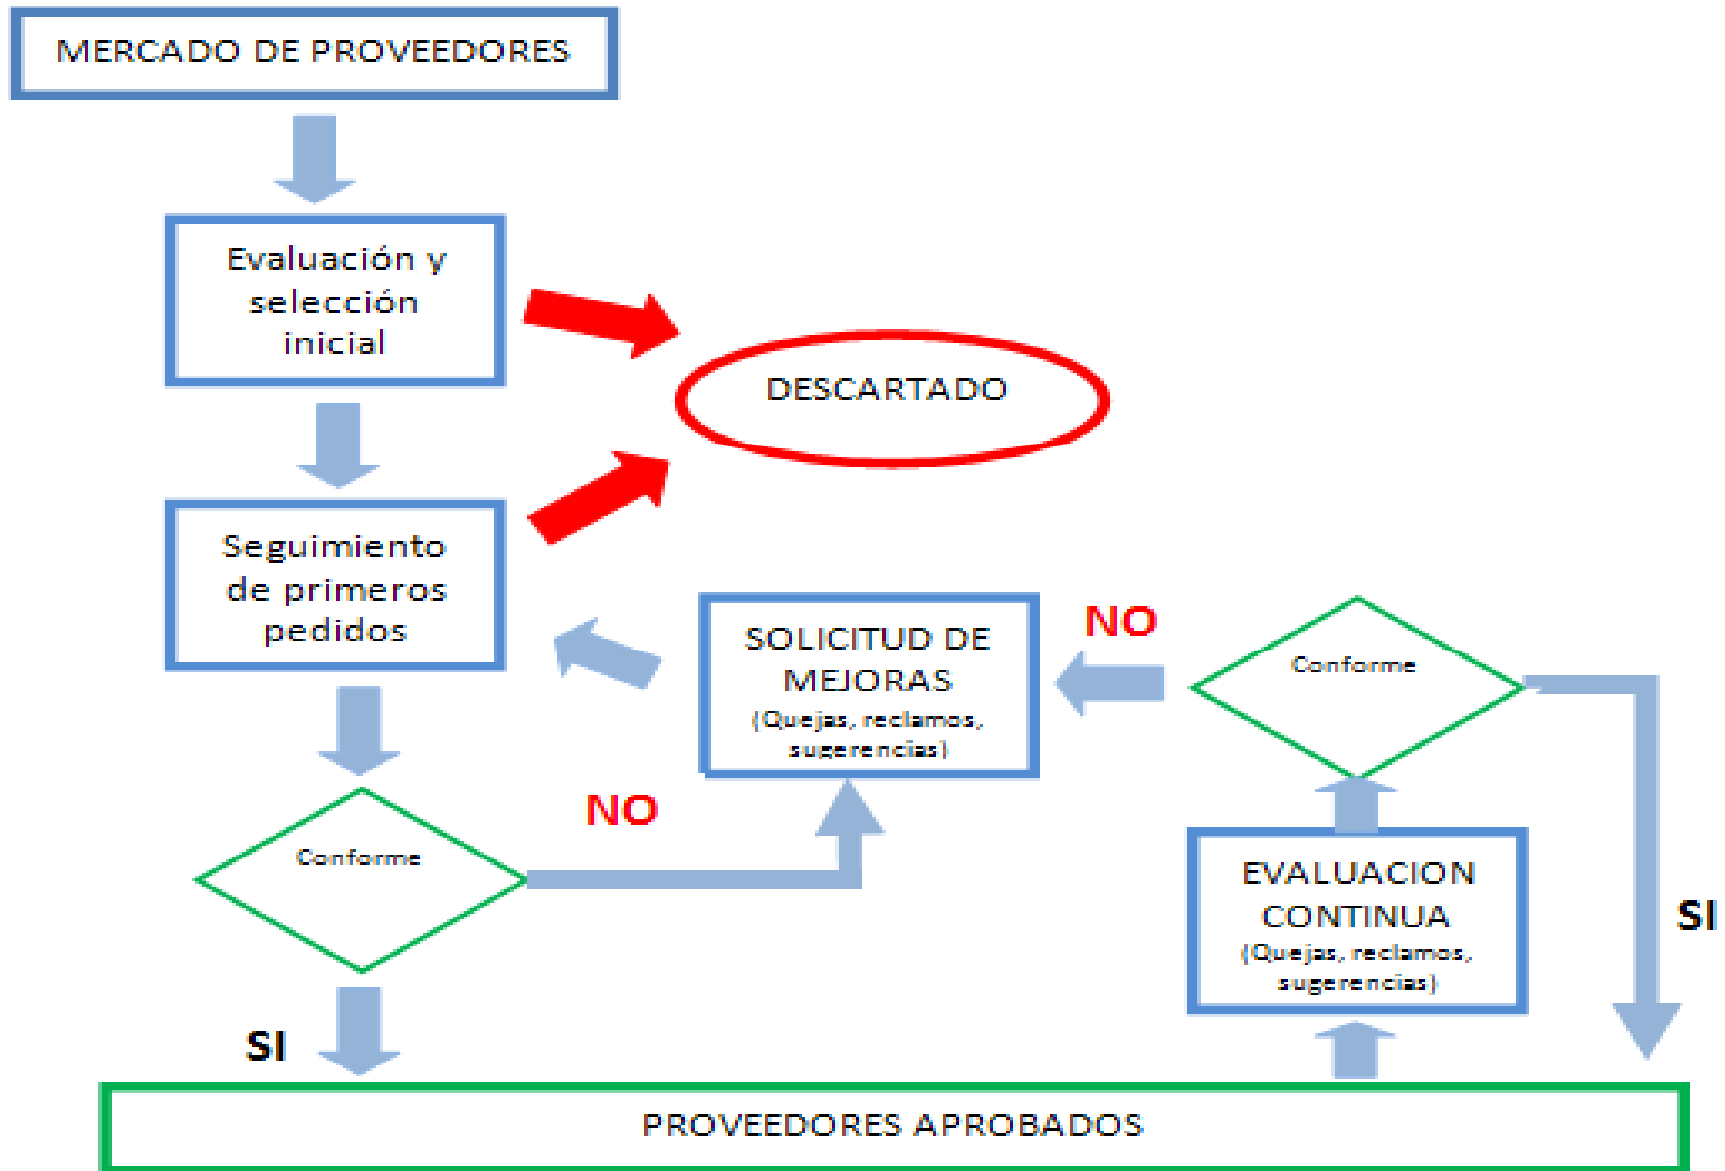 MERCADO DE PROVEEDORES
Evaluación y
selección
inicial
DESCARTADO
Seguimiento
de primeros
pedidos
SOLICITUD DE
MEJORAS
(Quejas, reclamos,
sugerencias)
NO
Conforme
NO
Conforme
EVALUACION
CONTINUA
(Quejas, reclamos,
sugerencias)
SI
SI
PROVEEDORES APROBADOS